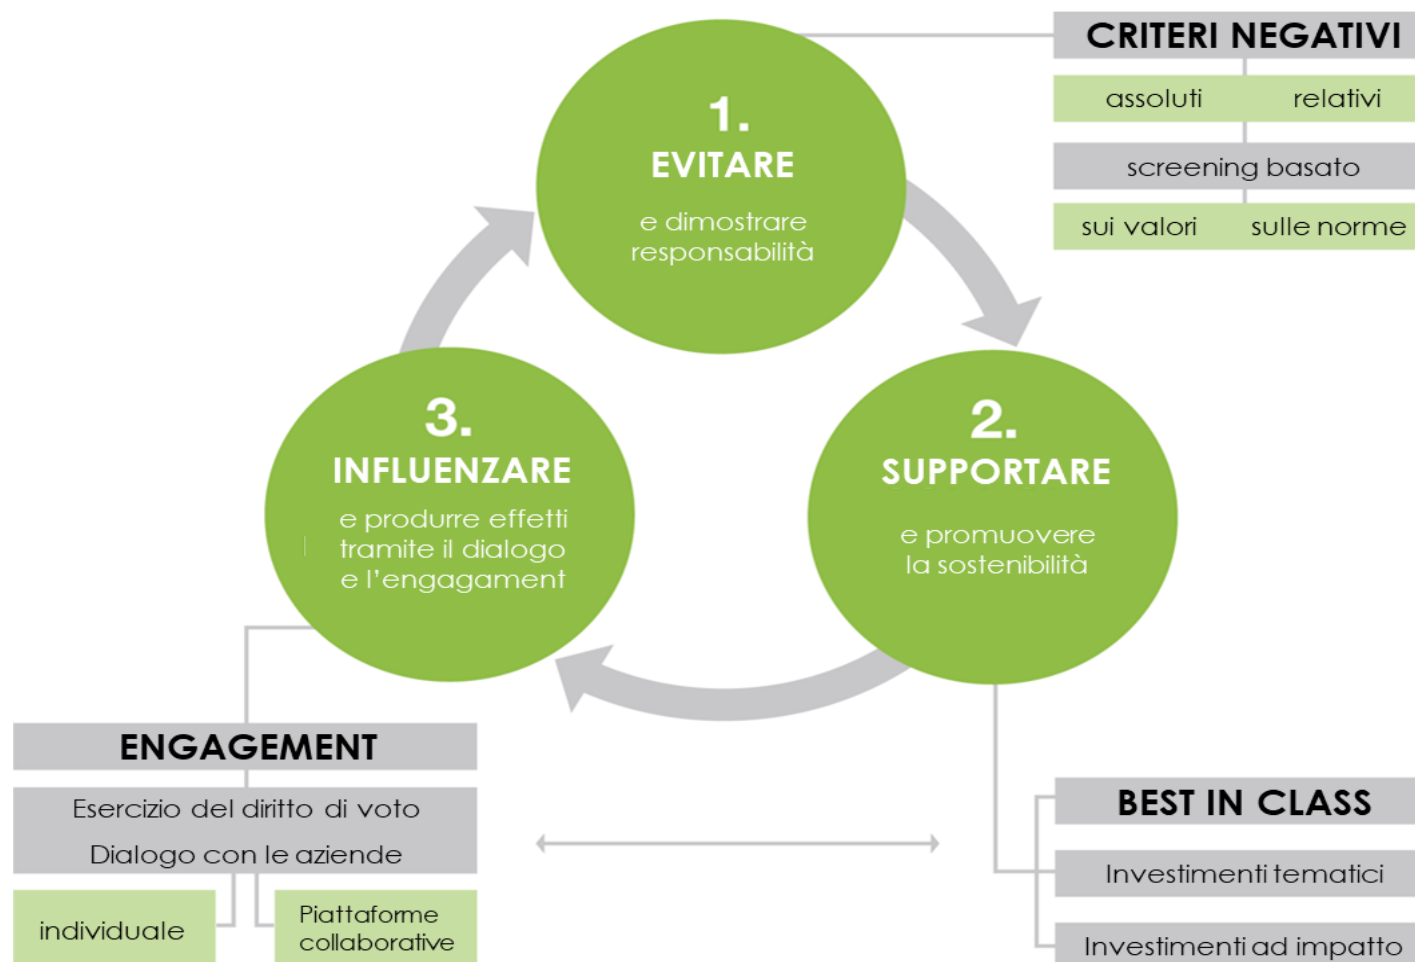 1.
EVITARE
e dimostrare
responsabilità
CRITERI NEGATIVI
assoluti relativi
screening basato
sui valori sulle norme
2.
SUPPORTARE
e promuovere
la sostenibilità
3.
INFLUENZARE
e produrre effetti
tramite il dialogo
e l'engagament
ENGAGEMENT
Esercizio del diritto di voto
Dialogo con le aziende
individuale
Piattaforme
collaborative
BEST IN CLASS
Investimenti tematici
Investimenti ad impatto